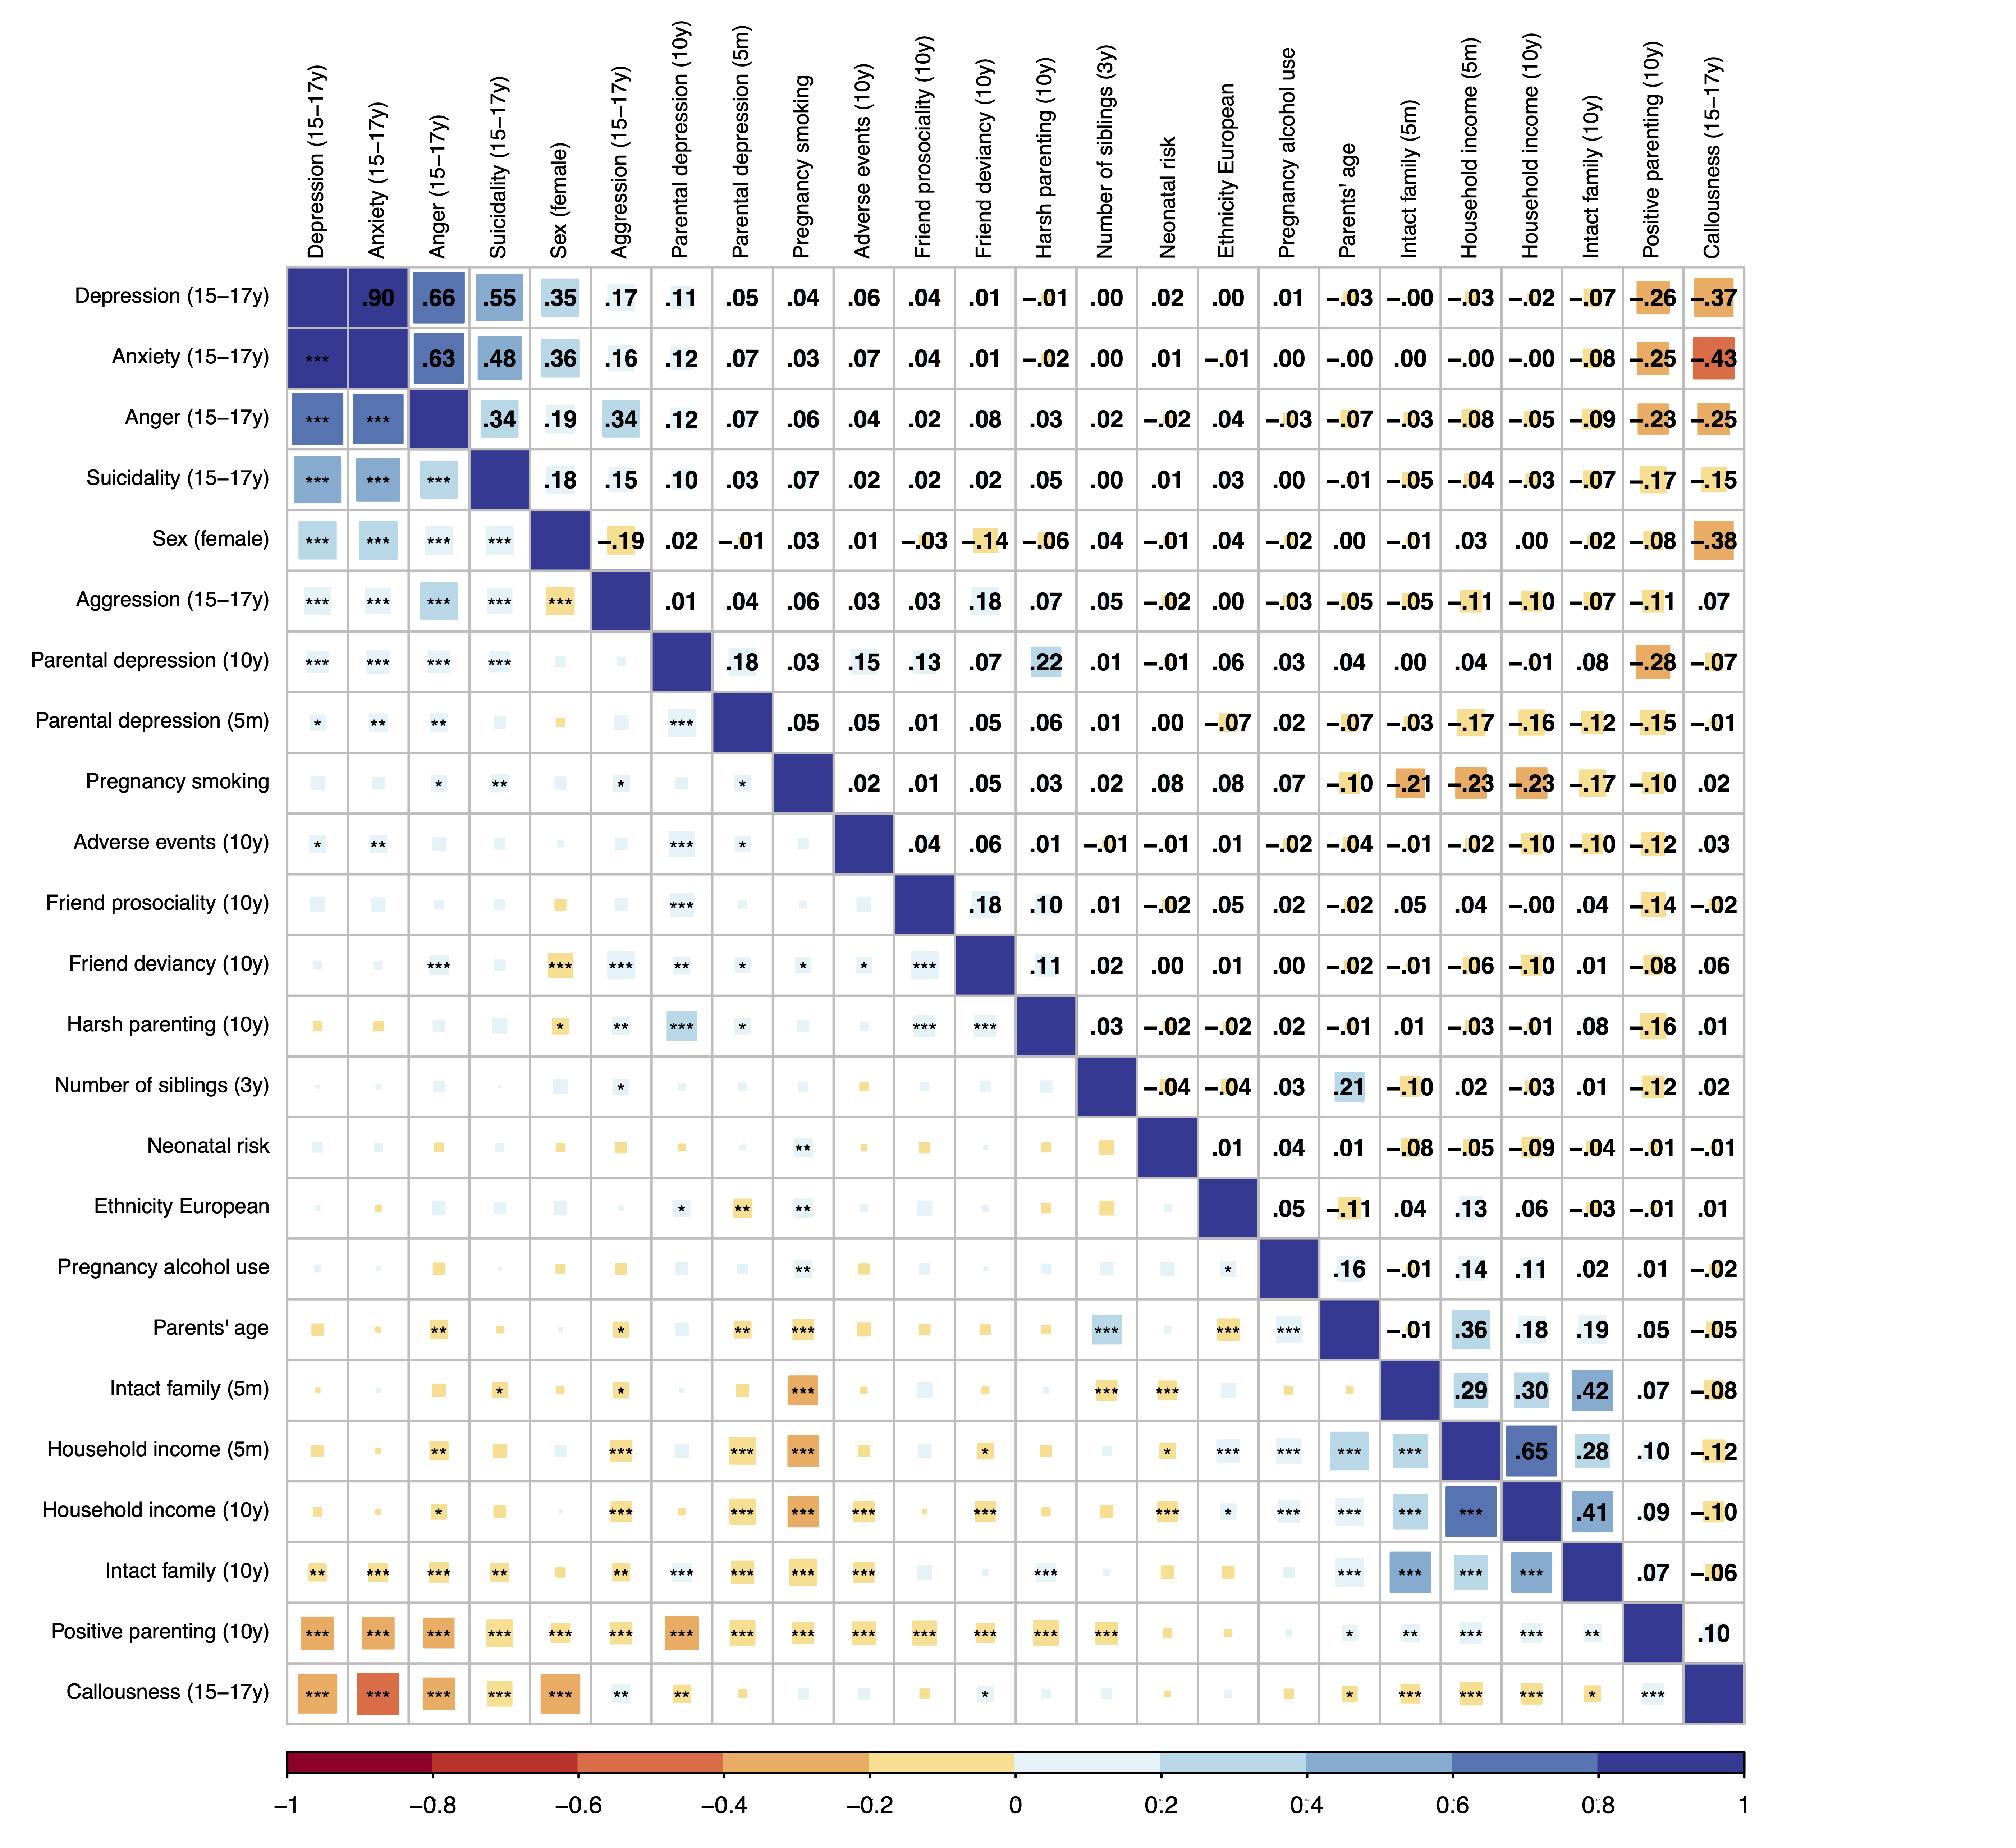 Depression (15–17y)
Anxiety (15–17y)
Anger (15–17y)
Suicidality (15–17y)
Sex (female)
Aggression (15–17y)
Parental depression (10y)
Parental depression (5m)
Pregnancy smoking
Adverse events (10y)
Friend prosociality (10y)
Friend deviancy (10y)
Harsh parenting (10y)
Number of siblings (3y)
Neonatal risk
Ethnicity European
Pregnancy alcohol use
Parents' age
Intact family (5m)
Household income (5m)
Household income (10y)
Intact family (10y)
Positive parenting (10y)
Callousness (15–17y)
Depression (15–17y) .90 .66 .55 .35 .17 .11 .05 .04 .06 .04 .01 −.01 .00 .02 .00 .01 −.03 −.00 −.03 −.02 −.07 −.26 −.37
Anxiety (15–17y) *** .63 .48 .36 .16 .12 .07 .03 .07 .04 .01 −.02 .00 .01 −.01 .00 −.00 .00 −.00 −.00 −.08 −.25 −.43
Anger (15–17y) *** *** .34 .19 .34 .12 .07 .06 .04 .02 .08 .03 .02 −.02 .04 −.03 −.07 −.03 −.08 −.05 −.09 −.23 −.25
Suicidality (15–17y) *** *** *** .18 .15 .10 .03 .07 .02 .02 .02 .05 .00 .01 .03 .00 −.01 −.05 −.04 −.03 −.07 −.17 −.15
Sex (female) *** *** *** *** −.19 .02 −.01 .03 .01 −.03 −.14 −.06 .04 −.01 .04 −.02 .00 −.01 .03 .00 −.02 −.08 −.38
Aggression (15–17y) *** *** *** *** *** .01 .04 .06 .03 .03 .18 .07 .05 −.02 .00 −.03 −.05 −.05 −.11 −.10 −.07 −.11 .07
Parental depression (10y) *** *** *** *** .18 .03 .15 .13 .07 .22 .01 −.01 .06 .03 .04 .00 .04 −.01 .08 −.28 −.07
Parental depression (5m) * ** ** *** .05 .05 .01 .05 .06 .01 .00 −.07 .02 −.07 −.03 −.17 −.16 −.12 −.15 −.01
Pregnancy smoking * ** * * .02 .01 .05 .03 .02 .08 .08 .07 −.10 −.21 −.23 −.23 −.17 −.10 .02
Adverse events (10y) * ** *** * .04 .06 .01 −.01 −.01 .01 −.02 −.04 −.01 −.02 −.10 −.10 −.12 .03
Friend prosociality (10y) *** .18 .10 .01 −.02 .05 .02 −.02 .05 .04 −.00 .04 −.14 −.02
Friend deviancy (10y) *** *** *** ** * * * *** .11 .02 .00 .01 .00 −.02 −.01 −.06 −.10 .01 −.08 .06
Harsh parenting (10y) * ** *** * *** *** .03 −.02 −.02 .02 −.01 .01 −.03 −.01 .08 −.16 .01
Number of siblings (3y) * −.04 −.04 .03 .21 −.10 .02 −.03 .01 −.12 .02
Neonatal risk ** .01 .04 .01 −.08 −.05 −.09 −.04 −.01 −.01
Ethnicity European * ** ** .05 −.11 .04 .13 .06 −.03 −.01 .01
Pregnancy alcohol use ** * .16 −.01 .14 .11 .02 .01 −.02
Parents' age ** * ** *** *** *** *** −.01 .36 .18 .19 .05 −.05
Intact family (5m) * * *** *** *** .29 .30 .42 .07 −.08
Household income (5m) ** *** *** *** * * *** *** *** *** .65 .28 .10 −.12
Household income (10y) * *** *** *** *** *** *** * *** *** *** *** .41 .09 −.10
Intact family (10y) ** *** *** ** ** *** *** *** *** *** *** *** *** *** .07 −.06
Positive parenting (10y) *** *** *** *** *** *** *** *** *** *** *** *** *** *** * ** *** *** ** .10
Callousness (15–17y) *** *** *** *** *** ** ** * * *** *** *** * ***
−1 −0.8 −0.6 −0.4 −0.2 0 0.2 0.4 0.6 0.8 1